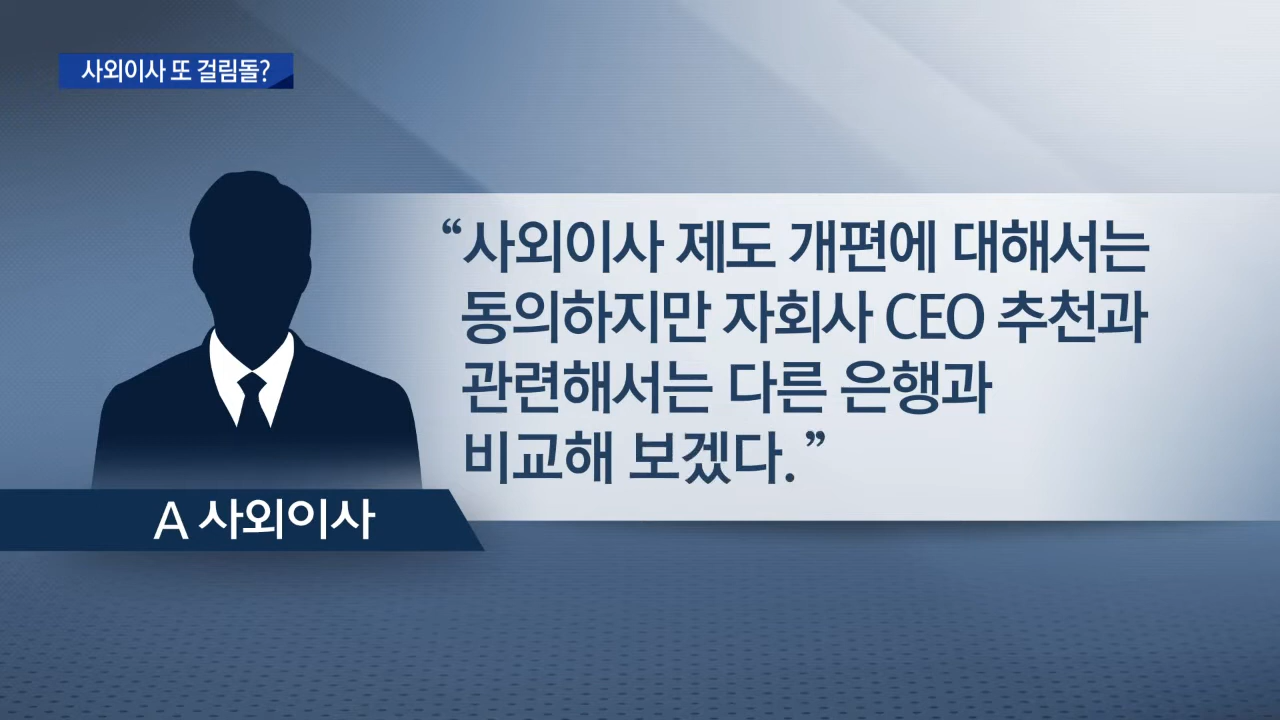 사외이사 또 걸림돌?
“사외이사 제도 개편에 대해서는
동의하지만 자회사 CEO 추천과
관련해서는 다른 은행과
비교해 보겠다.”
A 사외이사